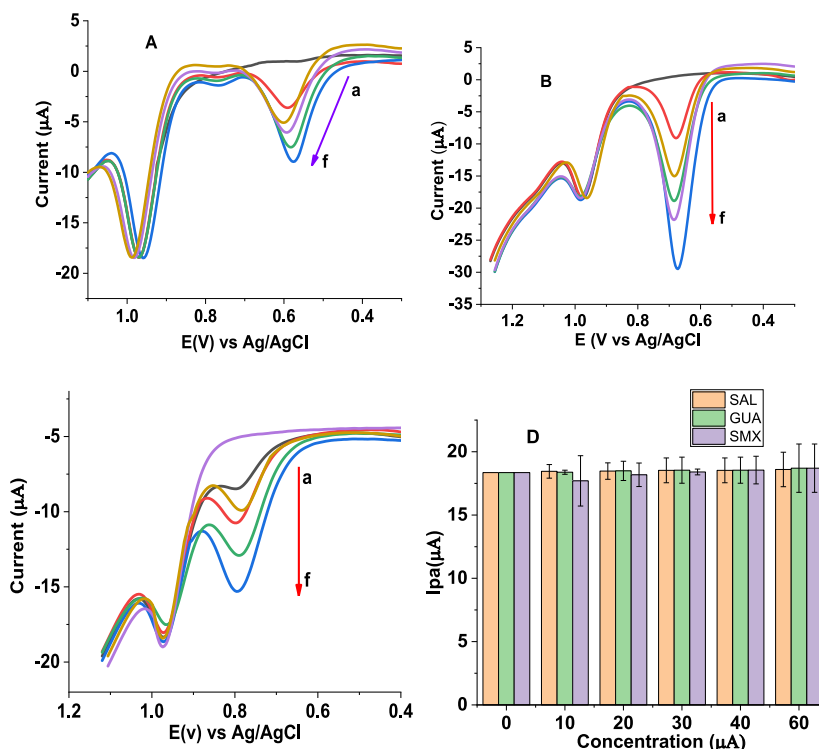 A
5
0
-5
-10
-15
-20
Current (μA)
1.0
0.8
0.6
0.4
E(V) vs Ag/AgCl
a
f
B
10
5
0
-5
-10
-15
-20
-25
-30
-35
Current (μA)
1.2
1.0
0.8
0.6
0.4
E (V vs Ag/AgCl
a
f
-5
-10
-15
-20
Current (μA)
1.2
1.0
0.8
0.6
0.4
E(v) vs Ag/AgCl
a
f
D
SAL
GUA
SMX
24
18
12
6
0
Ipa(μA)
0
10
20
30
40
60
Concentration (μA)